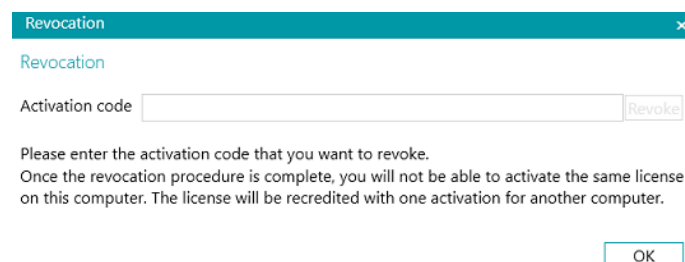 Revocation
Revocation
Activation code Revoke
Please enter the activation code that you want to revoke.
Once the revocation procedure is complete, you will not be able to activate the same license
on this computer. The license will be recredited with one activation for another computer.
OK